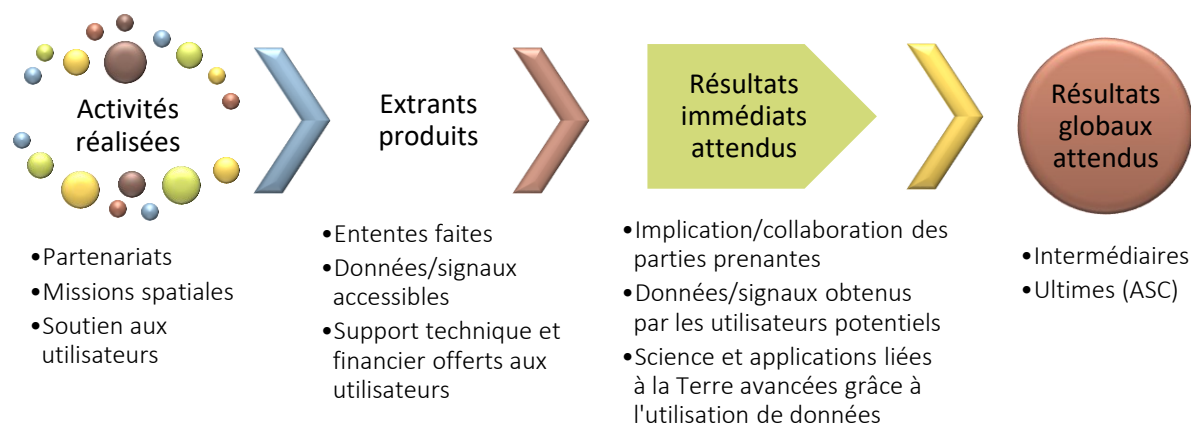 Activités
réalisées
•Partenariats
•Missions spatiales
•Soutien aux
utilisateurs
Extrants
produits
•Ententes faites
•Données/signaux
accessibles
•Support technique et
financier offerts aux
utilisateurs
Résultats
immédiats
attendus
•Implication/collaboration des
parties prenantes
•Données/signaux obtenus
par les utilisateurs potentiels
•Science et applications liées
à la Terre avancées grâce à
l'utilisation de données
Résultats
globaux
attendus
•Intermédiaires
•Ultimes (ASC)